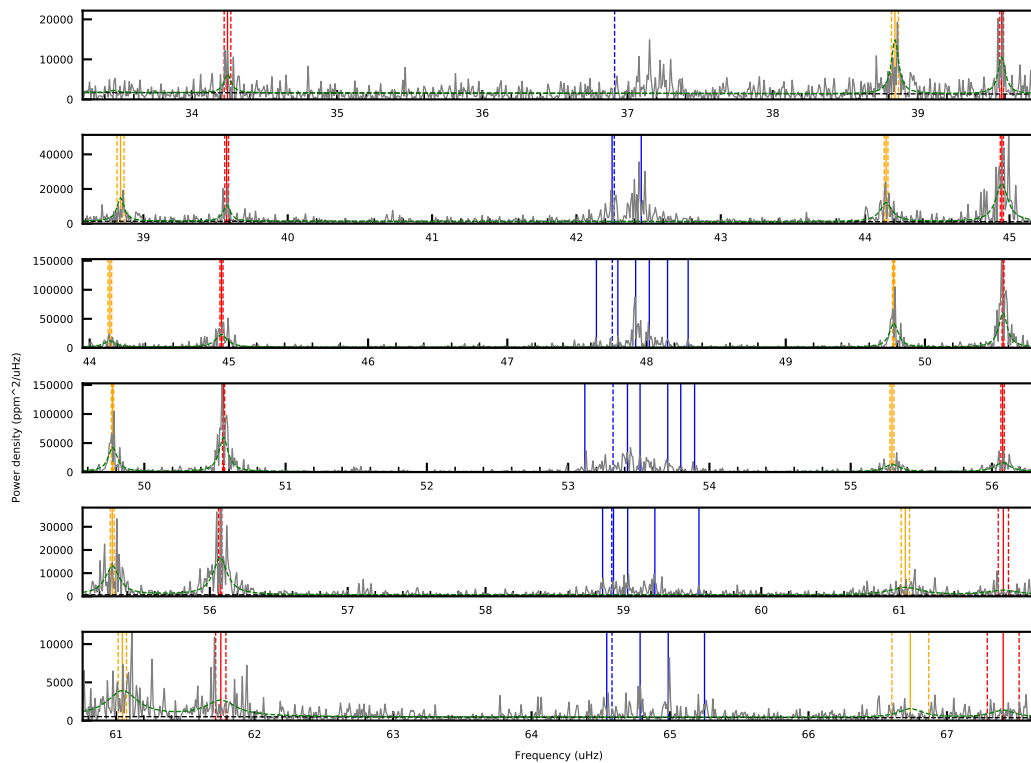 20000
10000
0
34 35 36 37 38 39
40000
20000
0
39 40 41 42 43 44 45
150000
100000
50000
0
44 45 46 47 48 49 50
Power density (ppm^2/uHz)
150000
100000
50000
0
50 51 52 53 54 55 56
30000
20000
10000
0
56 57 58 59 60 61
10000
5000
0
61 62 63 64 65 66 67
Frequency (uHz)